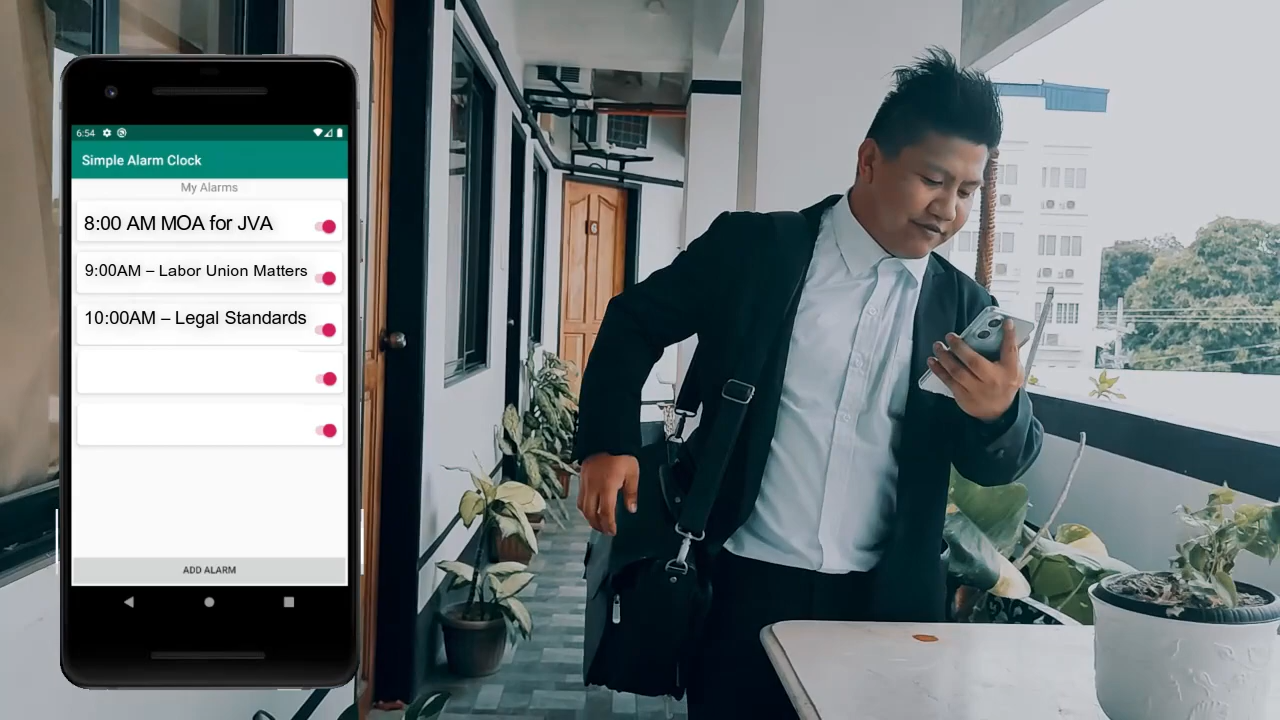 6:54
Simple Alarm Clock
My Alarms
8:00 AM MOA for JVA
9:00AM – Labor Union Matters
10:00AM – Legal Standards
ADD ALARM